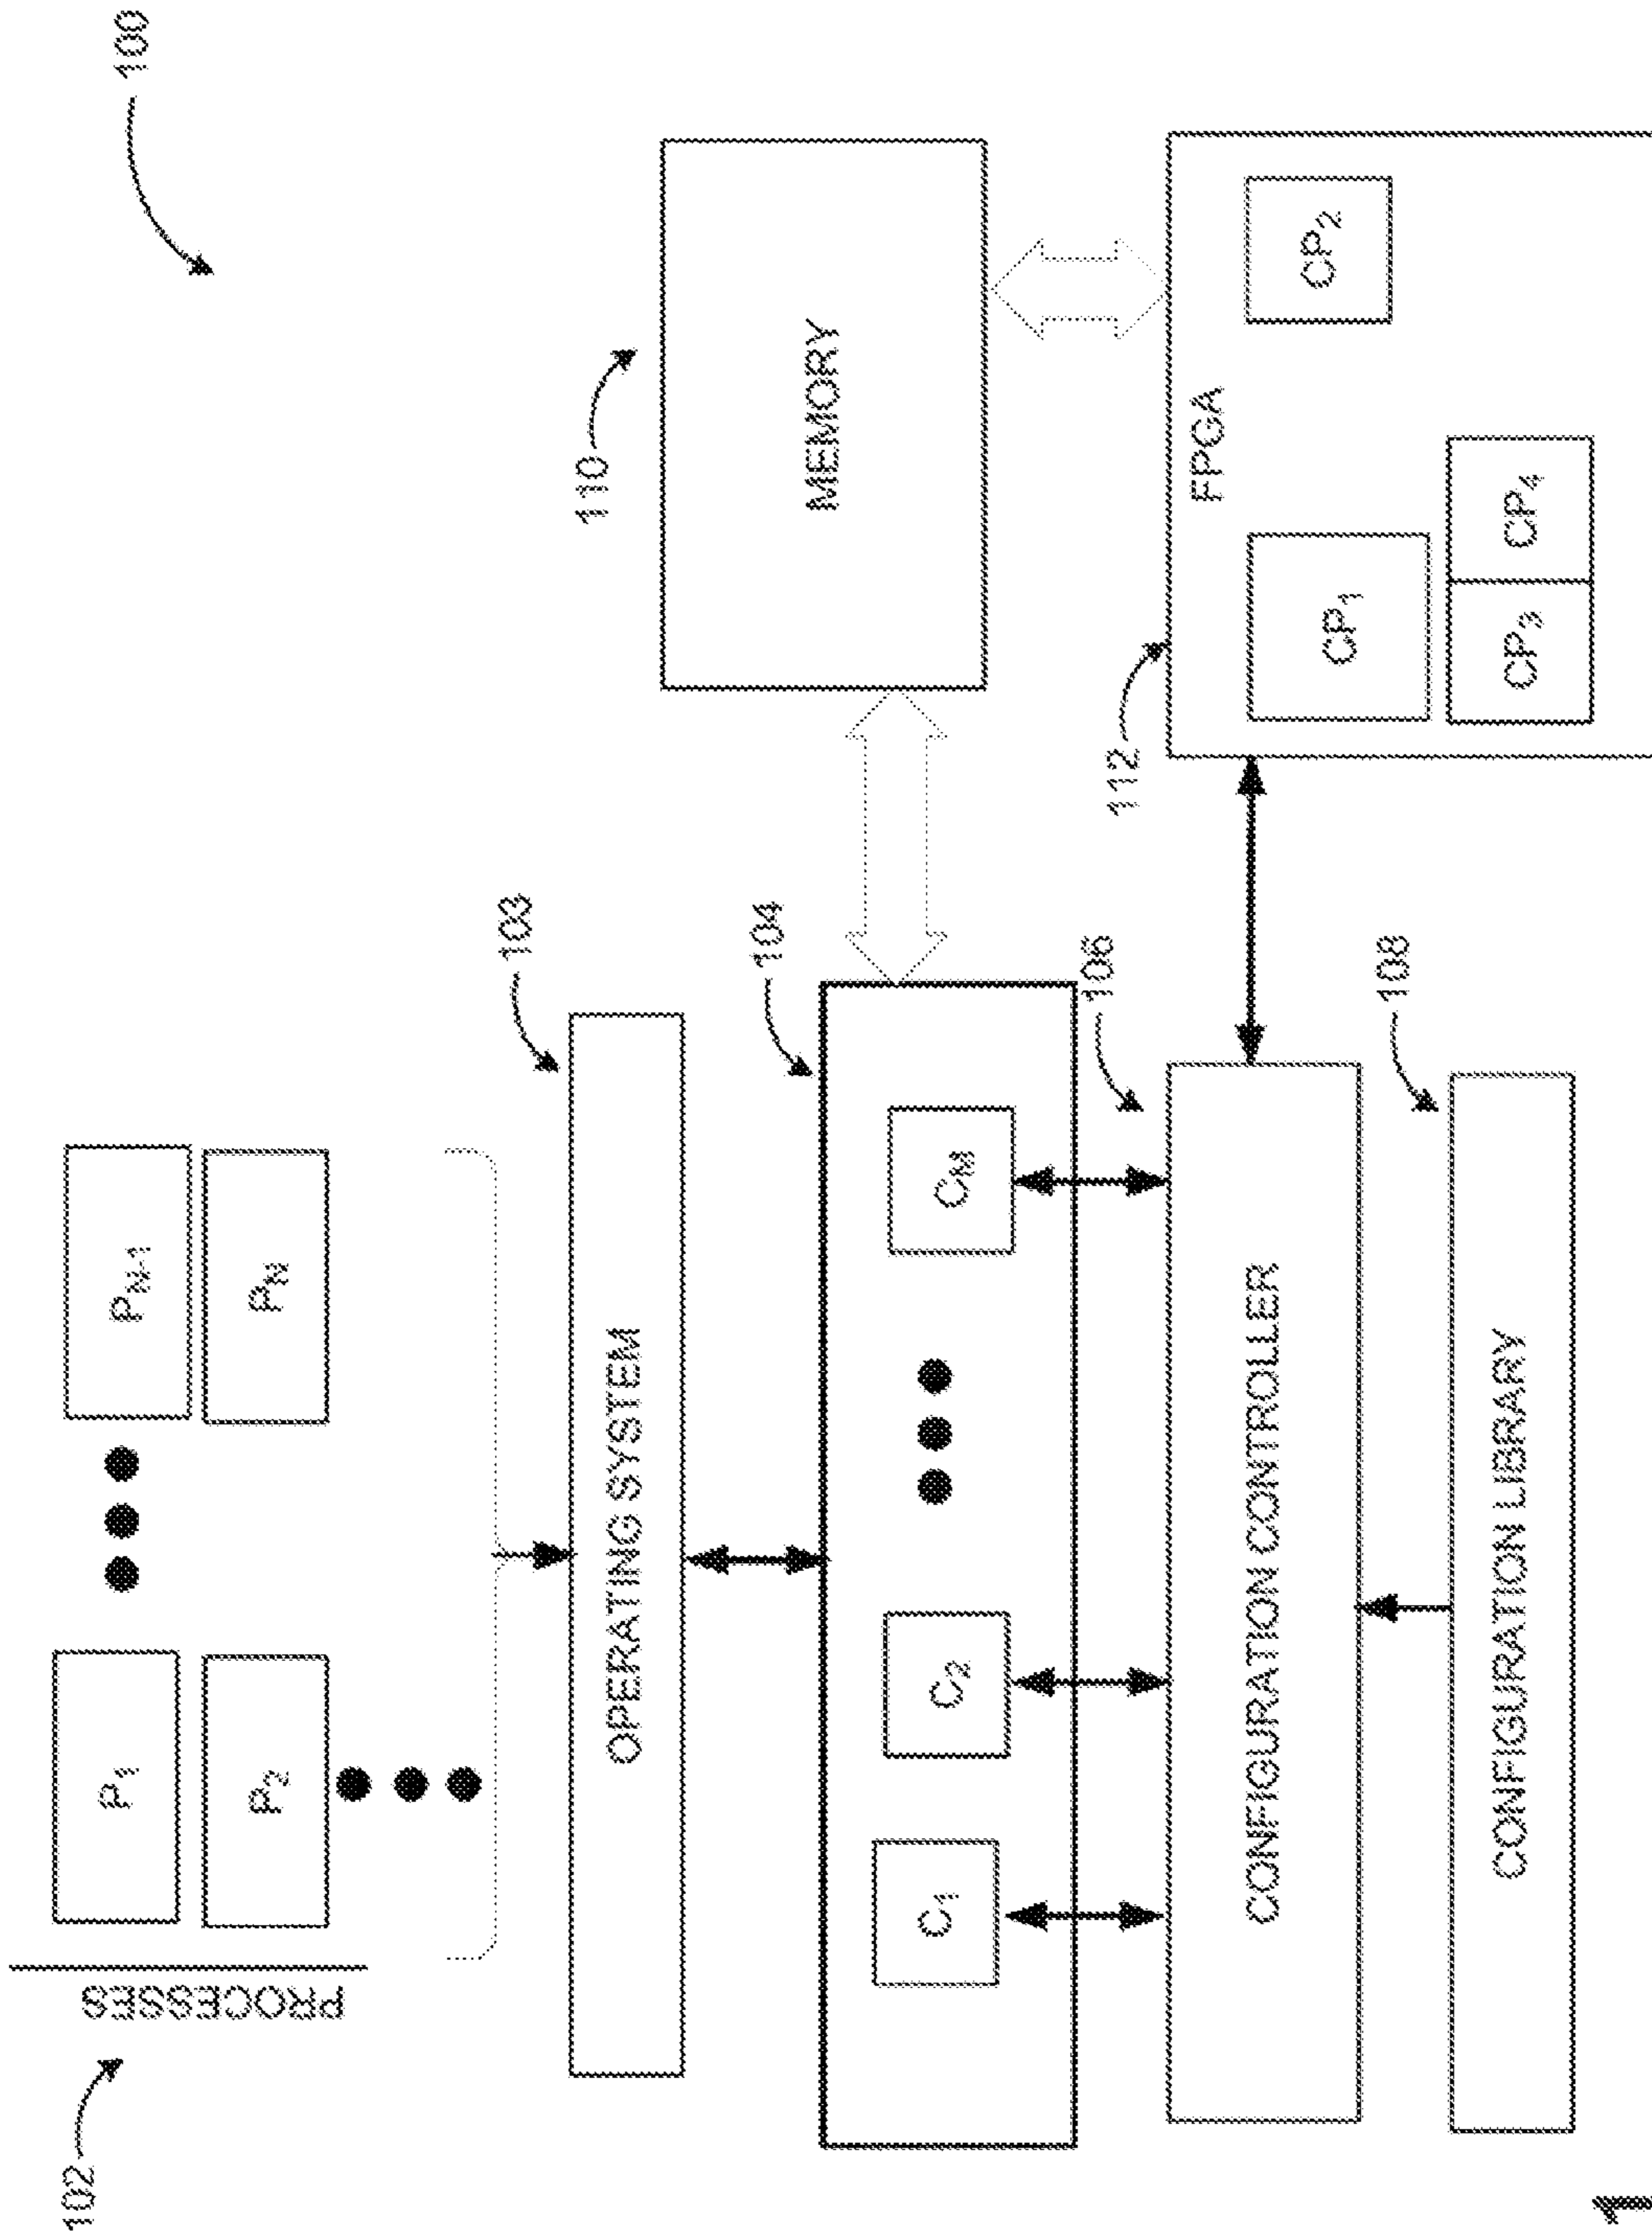 100
102
PROCESSES
P1
PN-1
P2
PN
103
OPERATING SYSTEM
110
MEMORY
104
C1
C2
CM
106
CONFIGURATION CONTROLLER
112
FPGA
CP1
CP2
CP3
CP4
108
CONFIGURATION LIBRARY
1